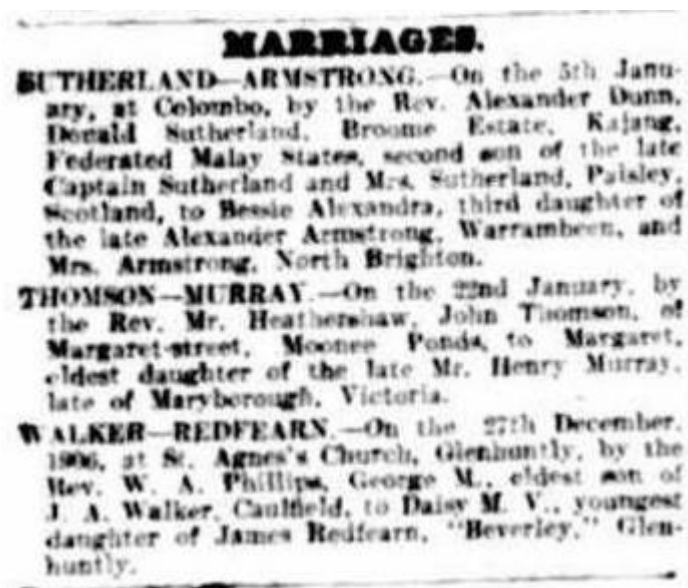 MARRIAGES.
SUTHERLAND—ARMSTRONG.—On the 5th Janu-
ary, at Colombo, by the Rev. Alexander Dunn,
Donald Sutherland, Broome Estate, Kajang,
Federated Malay States, second son of the late
Captain Sutherland and Mrs. Sutherland, Paisley,
Scotland, to Bessie Alexandra, third daughter of
the late Alexander Armstrong, Warrambeen, and
Mrs. Armstrong, North Brighton.
THOMSON—MURRAY.—On the 22nd January, by
the Rev. Mr. Heathershaw, John Thomson, of
Margaret-street, Moonee Ponds, to Margaret,
eldest daughter of the late Mr. Henry Murray,
late of Maryborough, Victoria.
WALKER—REDFEARN.—On the 27th December,
1906, at St. Agnes's Church, Glenhuntly, by the
Rev. W. A. Phillips, George M., eldest son of
J. A. Walker, Caulfield, to Daisy M. V., youngest
daughter of James Redfearn, "Beverley," Glen-
huntly.